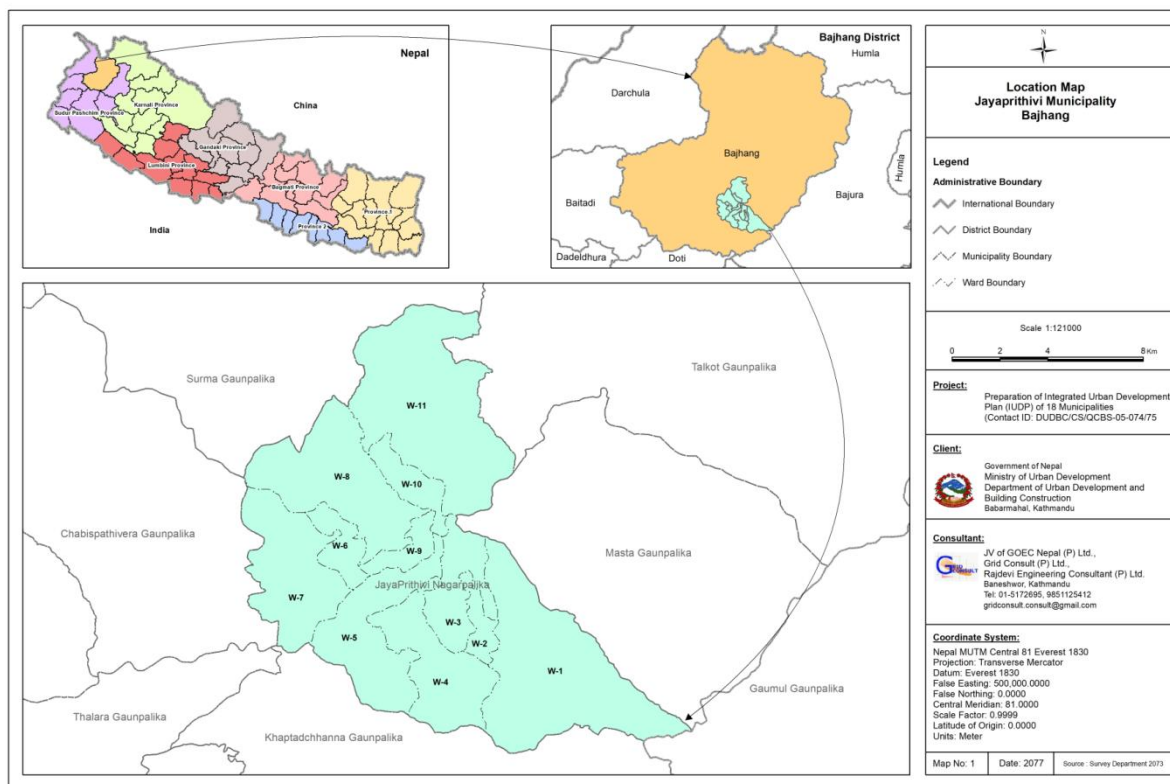 Nepal
China
Karnali Province
Sudur Pashchim Province
Gandaki Province
Lumbini Province
Bagmati Province
Province 1
Province 2
India
Bajhang District
Humla
Darchula
Bajhang
Humla
Bajura
Baitadi
Dadeldhura
Doti
Surma Gaunpalika
Talkot Gaunpalika
W-11
W-8
W-10
Chabispathivera Gaunpalika
W-6
W-9
Masta Gaunpalika
JayaPrithivi Nagarpalika
W-7
W-3
W-5
W-2
W-1
W-4
Gaumul Gaunpalika
Thalara Gaunpalika
Khaptadchhanna Gaunpalika
N
Location Map
Jayaprithivi Municipality
Bajhang
Legend
Administrative Boundary
International Boundary
District Boundary
Municipality Boundary
Ward Boundary
Scale 1:121000
0 2 4 8 Km
Project:
Preparation of Integrated Urban Development
Plan (IUDP) of 18 Municipalities
(Contact ID: DUDBC/CS/QCBS-05-074/75
Client:
Government of Nepal
Ministry of Urban Development
Department of Urban Development and
Building Construction
Babarmahal, Kathmandu
Consultant:
GRID CONSULT
JV of GOEC Nepal (P) Ltd.,
Grid Consult (P) Ltd.,
Rajdevi Engineering Consultant (P) Ltd.
Baneshwor, Kathmandu
Tel: 01-5172695, 9851125412
gridconsult.consult@gmail.com
Coordinate System:
Nepal MUTM Central 81 Everest 1830
Projection: Transverse Mercator
Datum: Everest 1830
False Easting: 500,000.0000
False Northing: 0.0000
Central Meridian: 81.0000
Scale Factor: 0.9999
Latitude of Origin: 0.0000
Units: Meter
Map No: 1
Date: 2077
Source : Survey Department 2073